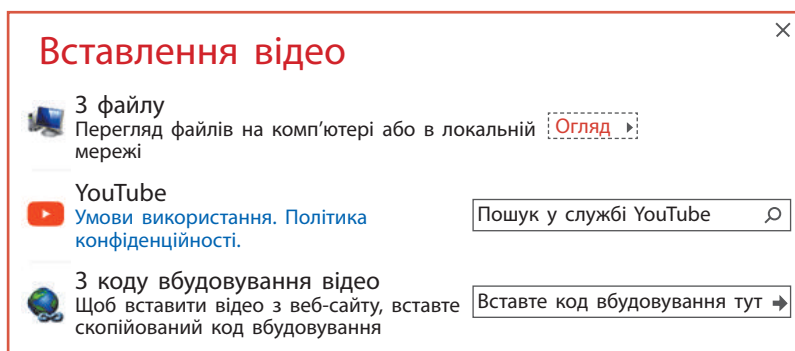 Вставлення відео
З файлу
Перегляд файлів на комп'ютері або в локальній
мережі
Огляд
YouTube
Умови використання. Політика
конфіденційності.
Пошук у службі YouTube
З коду вбудовування відео
Щоб вставити відео з веб-сайту, вставте
скопійований код вбудовування
Вставте код вбудовування тут